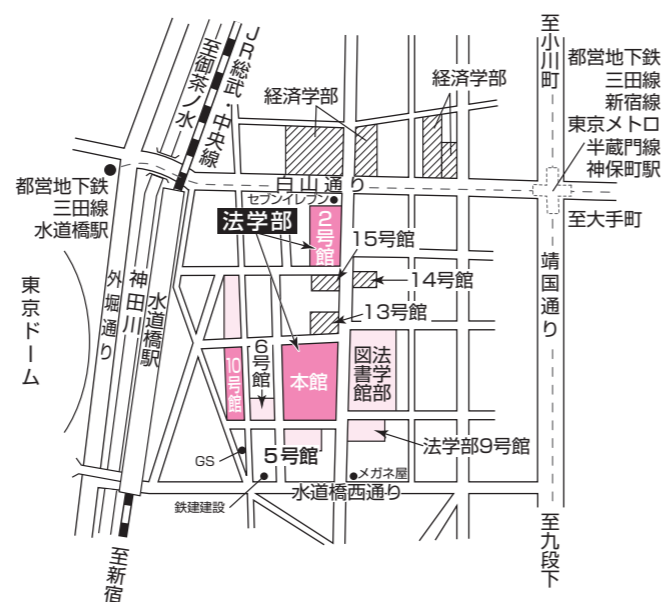 至御茶ノ水
JR総武・中央線
経済学部
経済学部
至小川町
都営地下鉄
三田線
新宿線
東京メトロ
半蔵門線
神保町駅
都営地下鉄
三田線
水道橋駅
白山通り
セブンイレブン
至大手町
法学部
2号館
15号館
14号館
13号館
靖国通り
東京ドーム
外堀通り
神田川
水道橋駅
10号館
6号館
本館
法学部
図書館
GS
5号館
法学部9号館
メガネ屋
鉄建建設
水道橋西通り
至新宿
至九段下